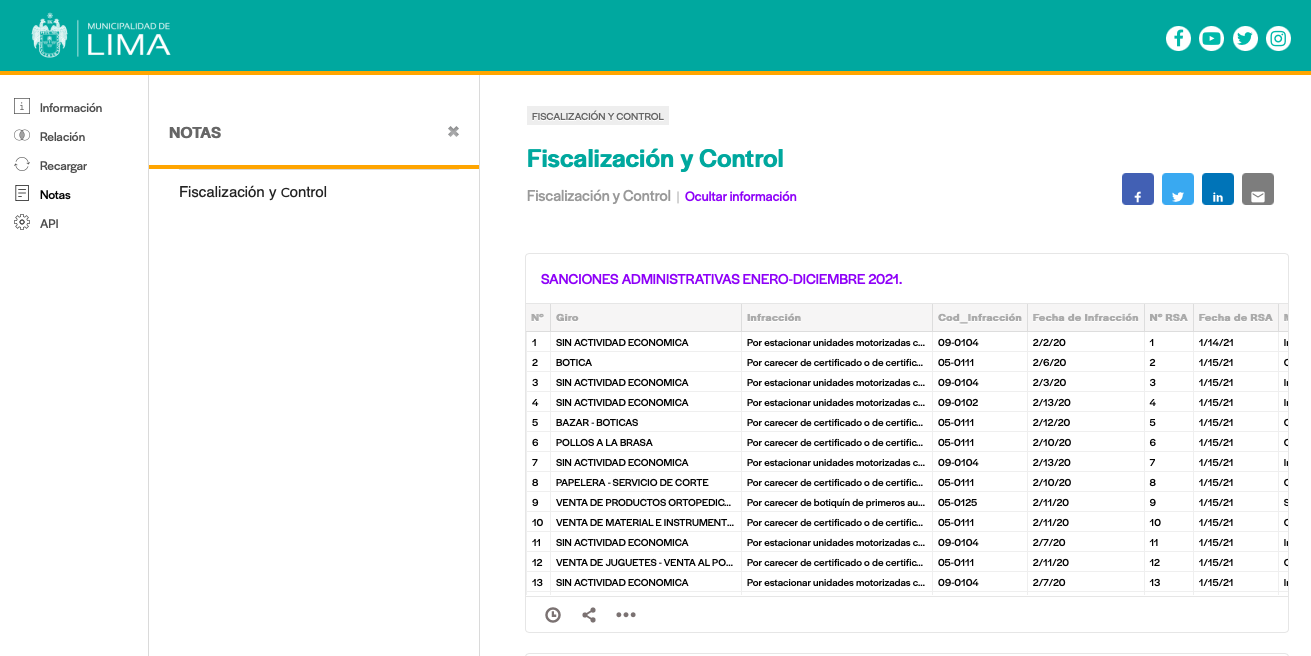 MUNICIPALIDAD DE
LIMA
Información
Relación
Recargar
Notas
API
NOTAS
Fiscalización y Control
FISCALIZACIÓN Y CONTROL
Fiscalización y Control
Fiscalización y Control | Ocultar información
SANCIONES ADMINISTRATIVAS ENERO-DICIEMBRE 2021.
Nº Giro Infracción Cod_Infracción Fecha de Infracción Nº RSA Fecha de RSA
1 SIN ACTIVIDAD ECONOMICA Por estacionar unidades motorizadas c... 09-0104 2/2/20 1 1/14/21
2 BOTICA Por carecer de certificado o de certific... 05-0111 2/6/20 2 1/15/21
3 SIN ACTIVIDAD ECONOMICA Por estacionar unidades motorizadas c... 09-0104 2/3/20 3 1/15/21
4 SIN ACTIVIDAD ECONOMICA Por estacionar unidades motorizadas c... 09-0102 2/13/20 4 1/15/21
5 BAZAR - BOTICAS Por carecer de certificado o de certific... 05-0111 2/12/20 5 1/15/21
6 POLLOS A LA BRASA Por carecer de certificado o de certific... 05-0111 2/10/20 6 1/15/21
7 SIN ACTIVIDAD ECONOMICA Por estacionar unidades motorizadas c... 09-0104 2/13/20 7 1/15/21
8 PAPELERA - SERVICIO DE CORTE Por carecer de certificado o de certific... 05-0111 2/10/20 8 1/15/21
9 VENTA DE PRODUCTOS ORTOPEDIC... Por carecer de botiquín de primeros au... 05-0125 2/11/20 9 1/15/21
10 VENTA DE MATERIAL E INSTRUMENT... Por carecer de certificado o de certific... 05-0111 2/11/20 10 1/15/21
11 SIN ACTIVIDAD ECONOMICA Por estacionar unidades motorizadas c... 09-0104 2/7/20 11 1/15/21
12 VENTA DE JUGUETES - VENTA AL PO... Por carecer de certificado o de certific... 05-0111 2/11/20 12 1/15/21
13 SIN ACTIVIDAD ECONOMICA Por estacionar unidades motorizadas c... 09-0104 2/7/20 13 1/15/21